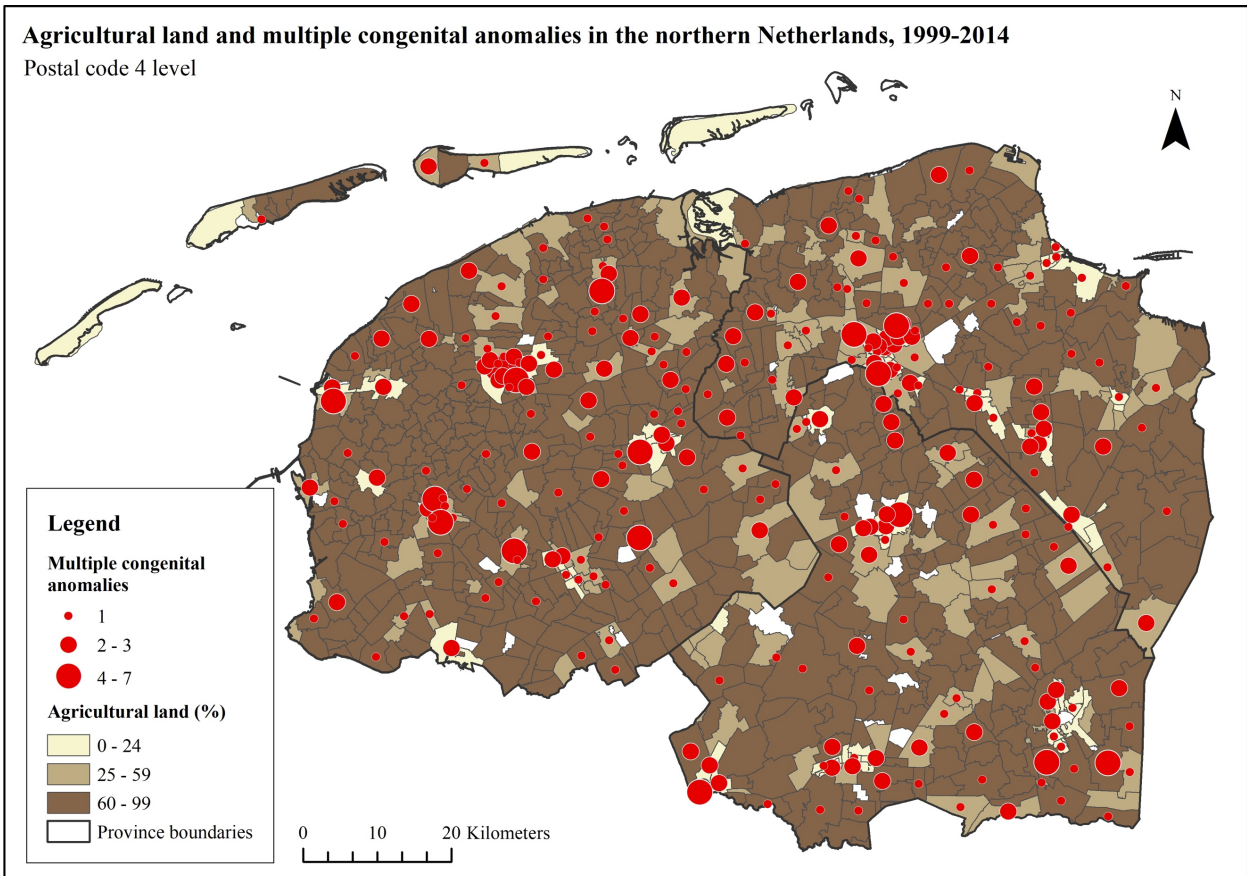 Agricultural land and multiple congenital anomalies in the northern Netherlands, 1999-2014
Postal code 4 level
N
Legend
Multiple congenital
anomalies
1
2 - 3
4 - 7
Agricultural land (%)
0 - 24
25 - 59
60 - 99
Province boundaries
0 10 20 Kilometers